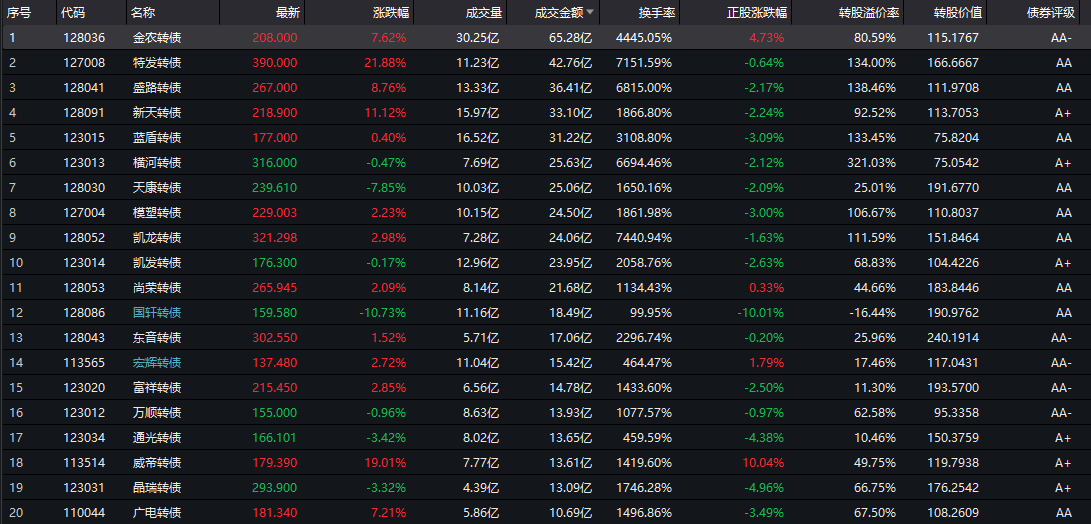 序号 代码 名称 最新 涨跌幅 成交量 成交金额 换手率 正股涨跌幅 转股溢价率 转股价值 债券评级
1 128036 金农转债 208.000 7.62% 30.25亿 65.28亿 4445.05% 4.73% 80.59% 115.1767 AA-
2 127008 特发转债 390.000 21.88% 11.23亿 42.76亿 7151.59% -0.64% 134.00% 166.6667 AA
3 128041 盛路转债 267.000 8.76% 13.33亿 36.41亿 6815.00% -2.17% 138.46% 111.9708 AA
4 128091 新天转债 218.900 11.12% 15.97亿 33.10亿 1866.80% -2.24% 92.52% 113.7053 A+
5 123015 蓝盾转债 177.000 0.40% 16.52亿 31.22亿 3108.80% -3.09% 133.45% 75.8204 AA-
6 123013 横河转债 316.000 -0.47% 7.69亿 25.63亿 6694.46% -2.12% 321.03% 75.0542 A+
7 128030 天康转债 239.610 -7.85% 10.03亿 25.06亿 1650.16% -2.09% 25.01% 191.6770 AA
8 127004 模塑转债 229.003 2.23% 10.15亿 24.50亿 1861.98% -3.00% 106.67% 110.8037 AA
9 128052 凯龙转债 321.298 2.98% 7.28亿 24.06亿 7440.94% -1.63% 111.59% 151.8464 AA
10 123014 凯发转债 176.300 -0.17% 12.96亿 23.95亿 2058.76% -2.63% 68.83% 104.4226 A+
11 128053 尚荣转债 265.945 2.09% 8.14亿 21.68亿 1134.43% 0.33% 44.66% 183.8446 AA
12 128086 国轩转债 159.580 -10.73% 11.16亿 18.49亿 99.95% -10.01% -16.44% 190.9762 AA
13 128043 东音转债 302.550 1.52% 5.71亿 17.06亿 2296.74% -0.20% 25.96% 240.1914 AA-
14 113565 宏辉转债 137.480 2.72% 11.04亿 15.42亿 464.47% 1.79% 17.46% 117.0431 AA-
15 123020 富祥转债 215.450 2.85% 6.56亿 14.78亿 1433.60% -2.50% 11.30% 193.5700 AA-
16 123012 万顺转债 155.000 -0.96% 8.63亿 13.93亿 1077.57% -0.97% 62.58% 95.3358 AA-
17 123034 通光转债 166.101 -3.42% 8.02亿 13.65亿 459.59% -4.38% 10.46% 150.3759 A+
18 113514 威帝转债 179.390 19.01% 7.77亿 13.61亿 1419.60% 10.04% 49.75% 119.7938 A+
19 123031 晶瑞转债 293.900 -3.32% 4.39亿 13.09亿 1746.28% -4.96% 66.75% 176.2542 A+
20 110044 广电转债 181.340 7.21% 5.86亿 10.69亿 1496.86% -3.49% 67.50% 108.2609 AA